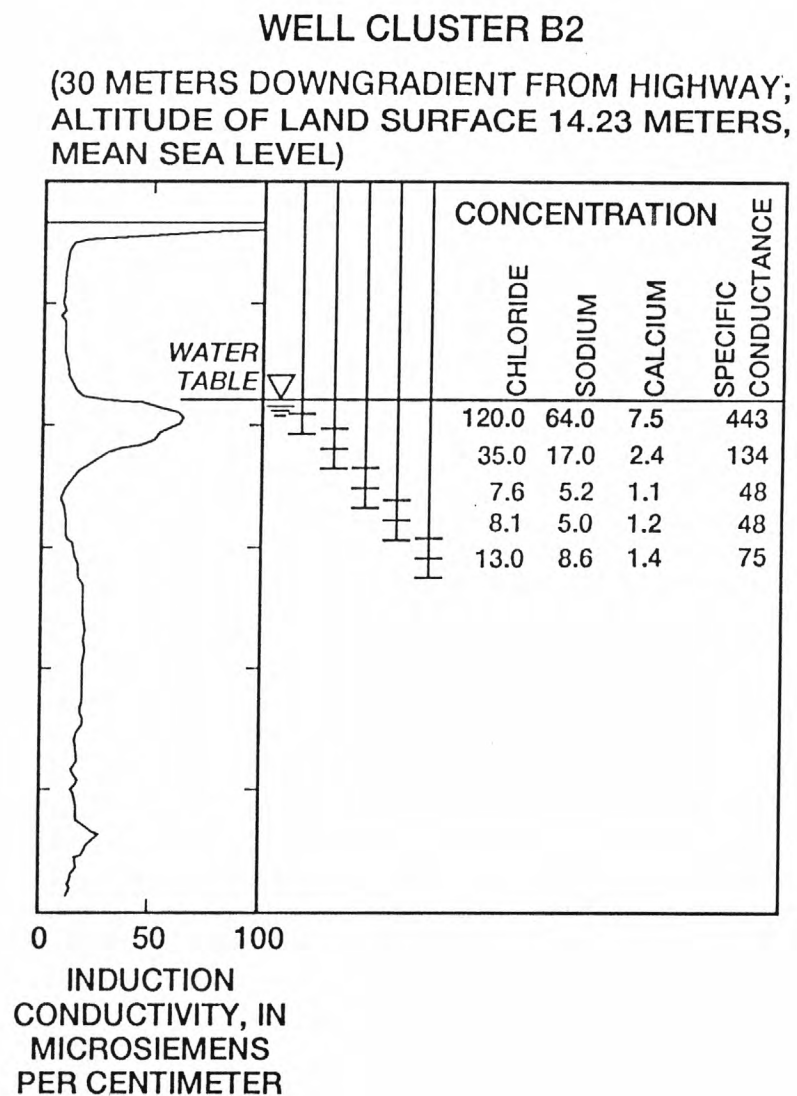 WELL CLUSTER B2
(30 METERS DOWNGRADIENT FROM HIGHWAY;
ALTITUDE OF LAND SURFACE 14.23 METERS,
MEAN SEA LEVEL)
CONCENTRATION
CHLORIDE
SODIUM
CALCIUM
SPECIFIC
CONDUCTANCE
WATER
TABLE
120.0 64.0 7.5 443
35.0 17.0 2.4 134
7.6 5.2 1.1 48
8.1 5.0 1.2 48
13.0 8.6 1.4 75
0 50 100
INDUCTION
CONDUCTIVITY, IN
MICROSIEMENS
PER CENTIMETER